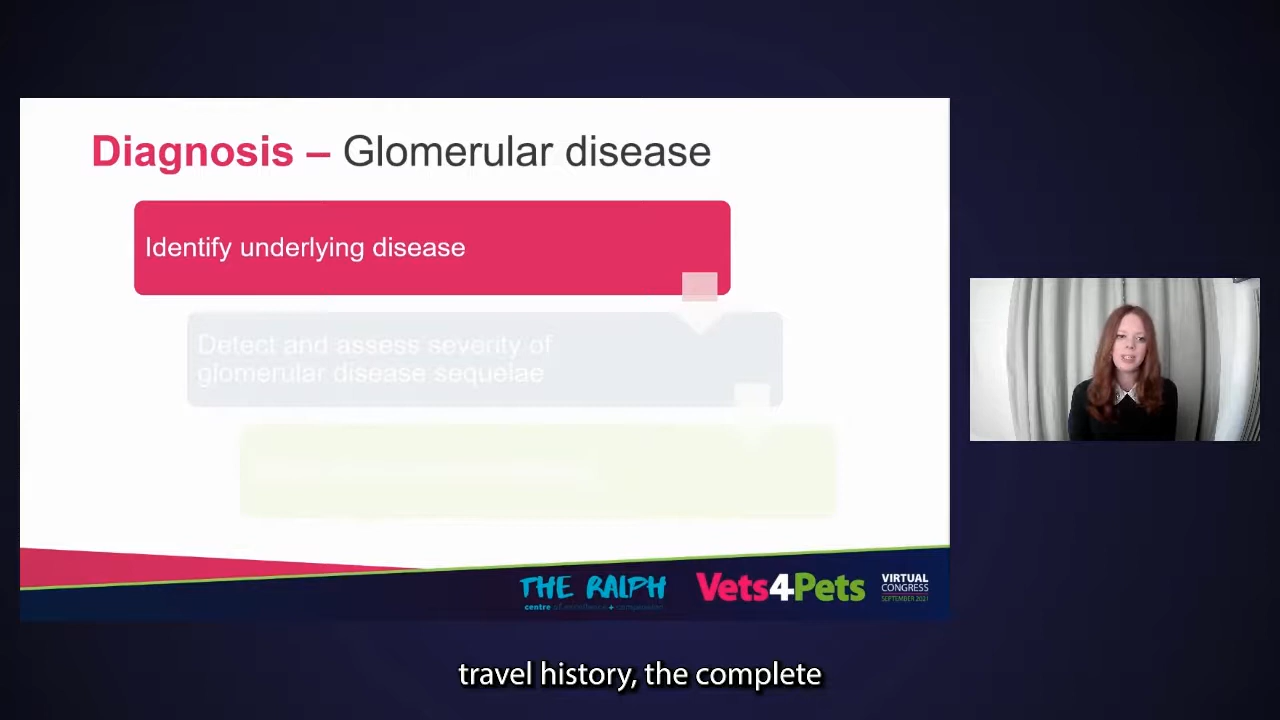 Diagnosis – Glomerular disease
Identify underlying disease
Detect and assess severity of
glomerular disease sequelae
THE RALPH
centre of excellence + compassion
Vets4Pets
VIRTUAL
CONGRESS
SEPTEMBER 2021
travel history, the complete